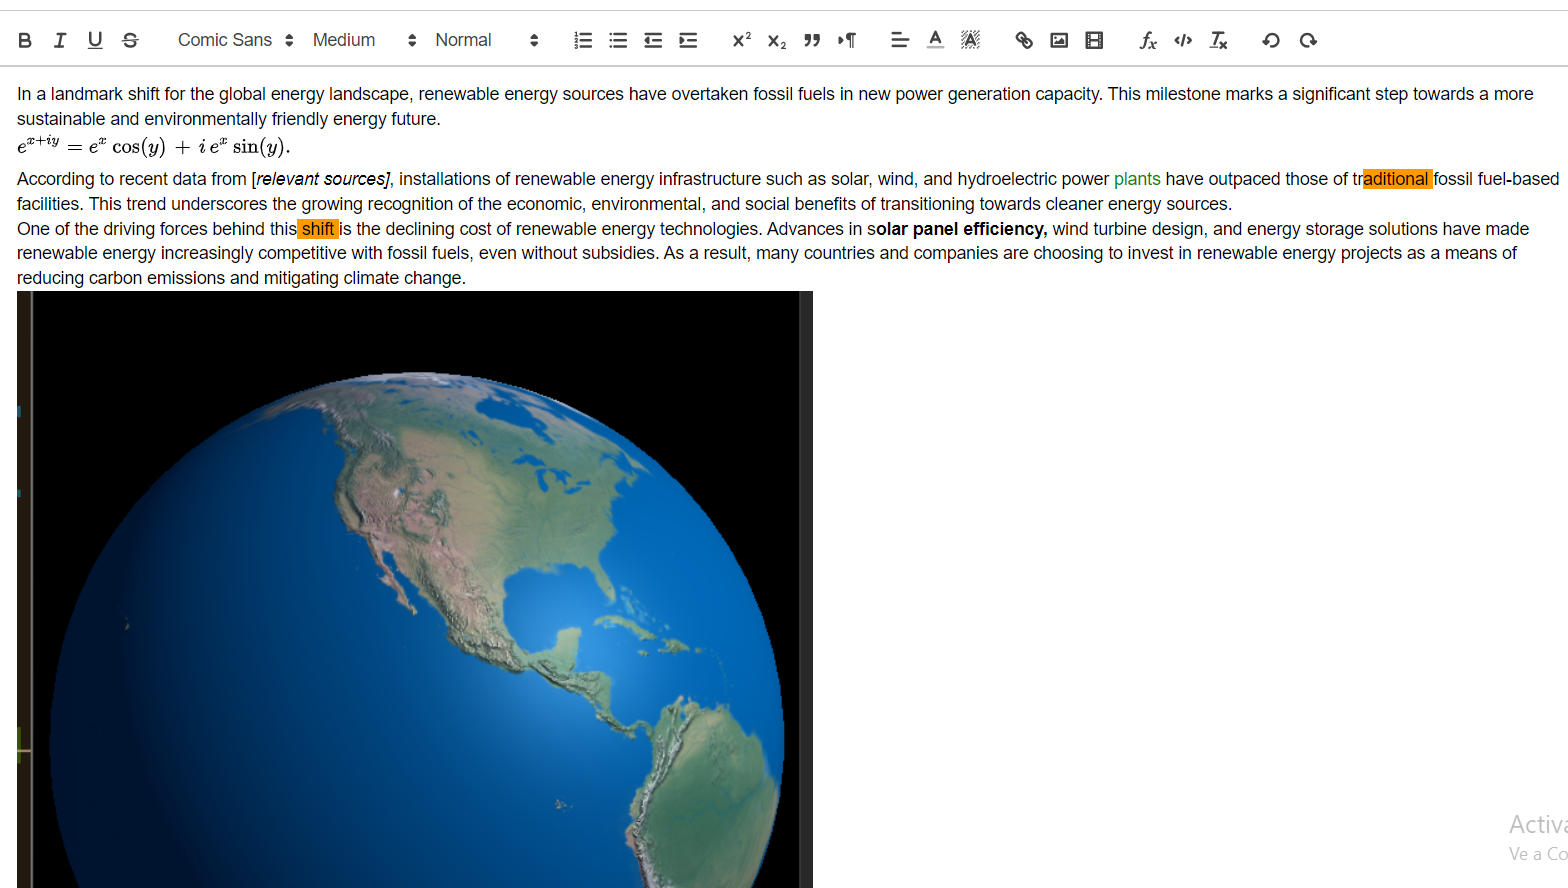 B I U S Comic Sans Medium Normal X² X₂
In a landmark shift for the global energy landscape, renewable energy sources have overtaken fossil fuels in new power generation capacity. This milestone marks a significant step towards a more
sustainable and environmentally friendly energy future.
e^{x+iy} = e^x cos(y) + i e^x sin(y).
According to recent data from [relevant sources], installations of renewable energy infrastructure such as solar, wind, and hydroelectric power plants have outpaced those of traditional fossil fuel-based
facilities. This trend underscores the growing recognition of the economic, environmental, and social benefits of transitioning towards cleaner energy sources.
One of the driving forces behind this shift is the declining cost of renewable energy technologies. Advances in solar panel efficiency, wind turbine design, and energy storage solutions have made
renewable energy increasingly competitive with fossil fuels, even without subsidies. As a result, many countries and companies are choosing to invest in renewable energy projects as a means of
reducing carbon emissions and mitigating climate change.
Activa
Ve a Co